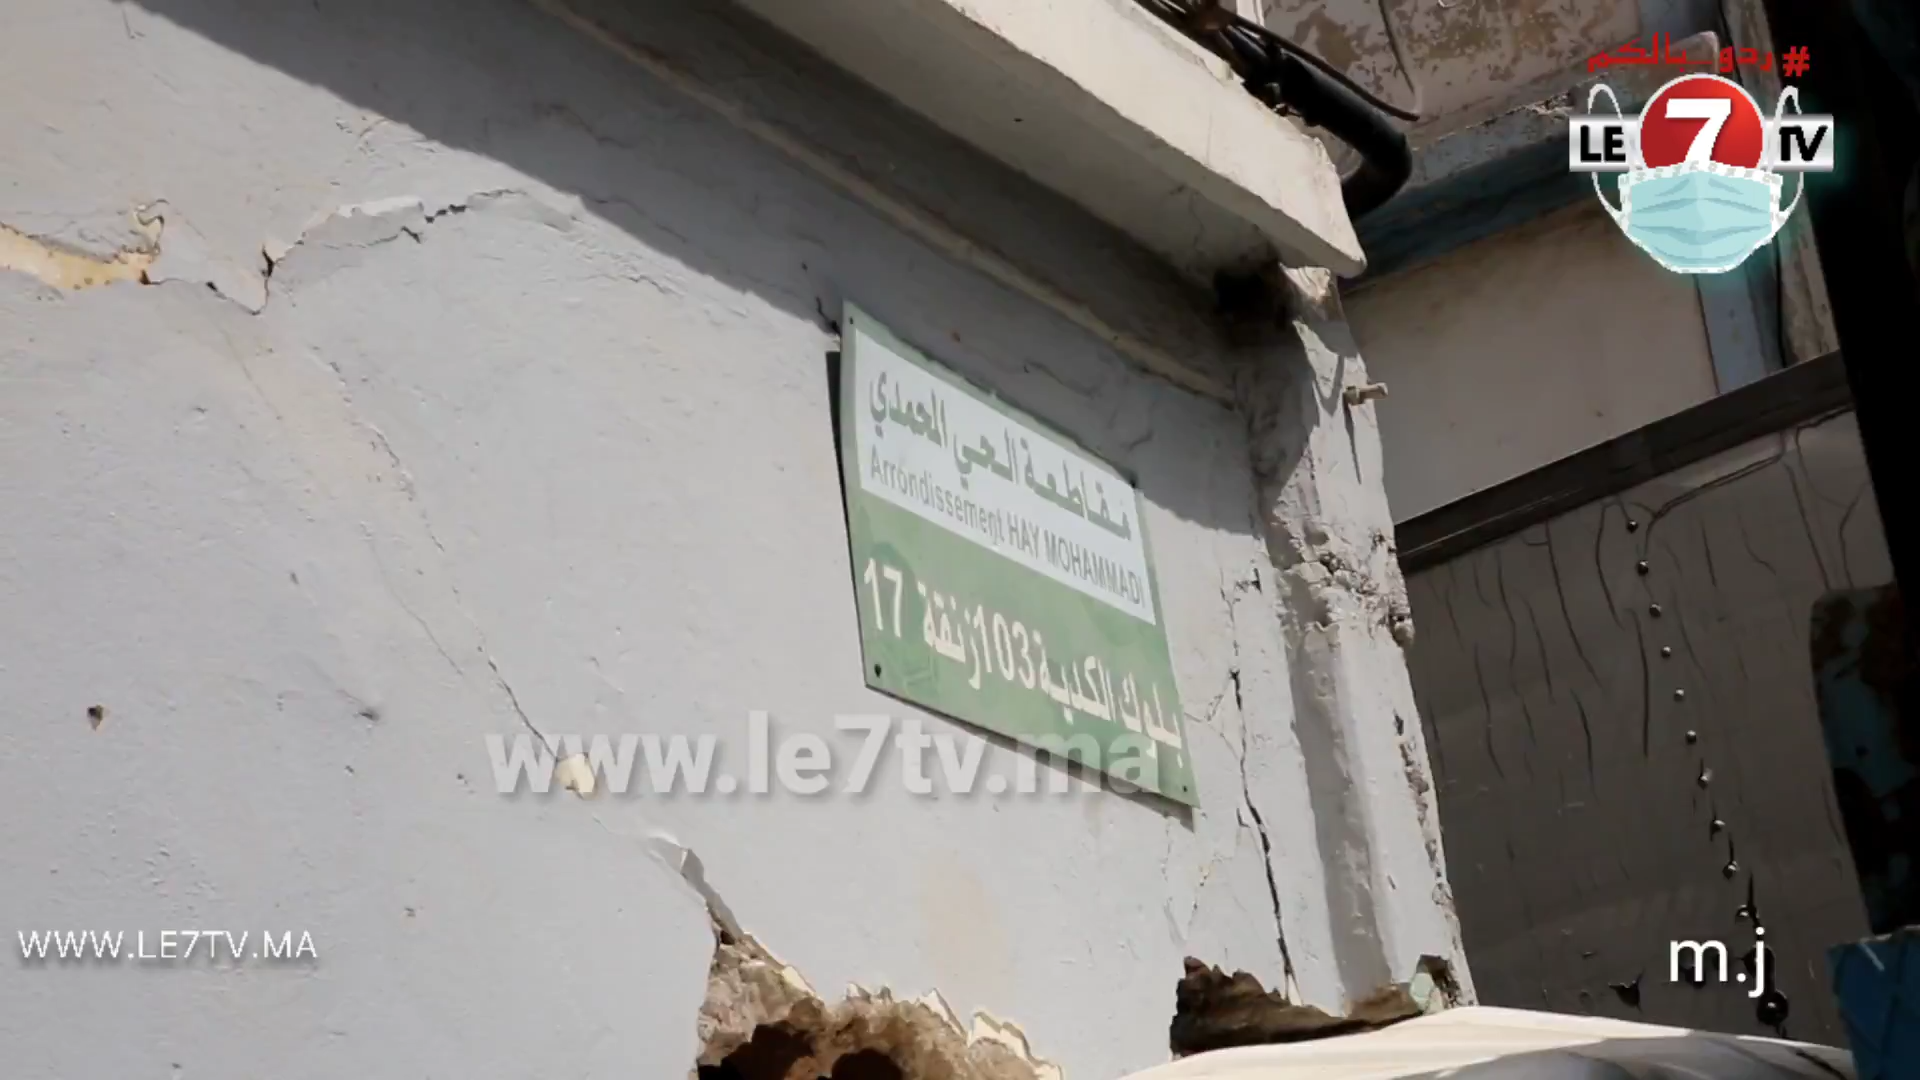 #ردو_بالكم
LE 7 TV
مقاطعة الحي المحمدي
Arrondissement HAY MOHAMMADI
بلوك الكدية 103 زنقة 17
www.le7tv.ma
WWW.LE7TV.MA
m.j